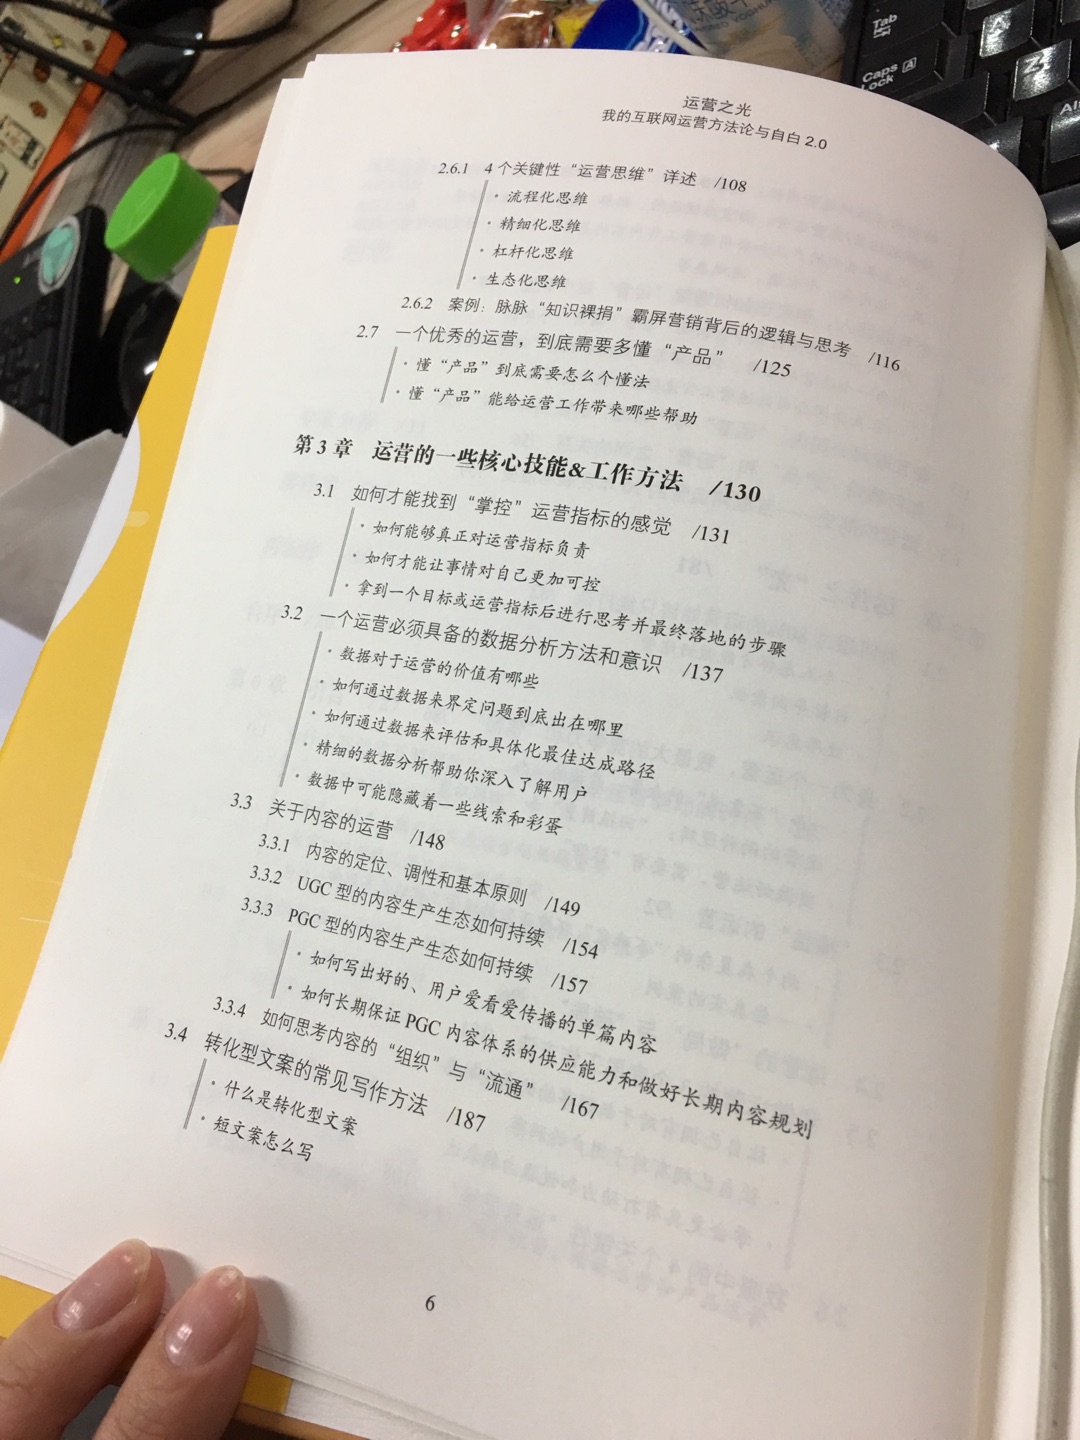 运营之光
我的互联网运营方法论与自白 2.0
2.6.1 4 个关键性“运营思维”详述 /108
· 流程化思维
· 精细化思维
· 杠杆化思维
· 生态化思维
2.6.2 案例：脉脉“知识裸捐”霸屏营销背后的逻辑与思考 /116
2.7 一个优秀的运营，到底需要多懂“产品” /125
· 懂“产品”到底需要怎么个懂法
· 懂“产品”能给运营工作带来哪些帮助
第 3 章 运营的一些核心技能&工作方法 /130
3.1 如何才能找到“掌控”运营指标的感觉 /131
· 如何能够真正对运营指标负责
· 如何才能让事情对自己更加可控
· 拿到一个目标或运营指标后进行思考并最终落地的步骤
3.2 一个运营必须具备的数据分析方法和意识 /137
· 数据对于运营的价值有哪些
· 如何通过数据来界定问题到底出在哪里
· 如何通过数据来评估和具体化最佳达成路径
· 精细的数据分析帮助你深入了解用户
· 数据中可能隐藏着一些线索和彩蛋
3.3 关于内容的运营 /148
3.3.1 内容的定位、调性和基本原则 /149
3.3.2 UGC 型的内容生产生态如何持续 /154
3.3.3 PGC 型的内容生产生态如何持续 /157
· 如何写出好的、用户爱看爱传播的单篇内容
· 如何长期保证 PGC 内容体系的供应能力和做好长期内容规划
3.3.4 如何思考内容的“组织”与“流通” /167
3.4 转化型文案的常见写作方法 /187
· 什么是转化型文案
· 短文案怎么写
6
Tab
Caps Lock A
Alt